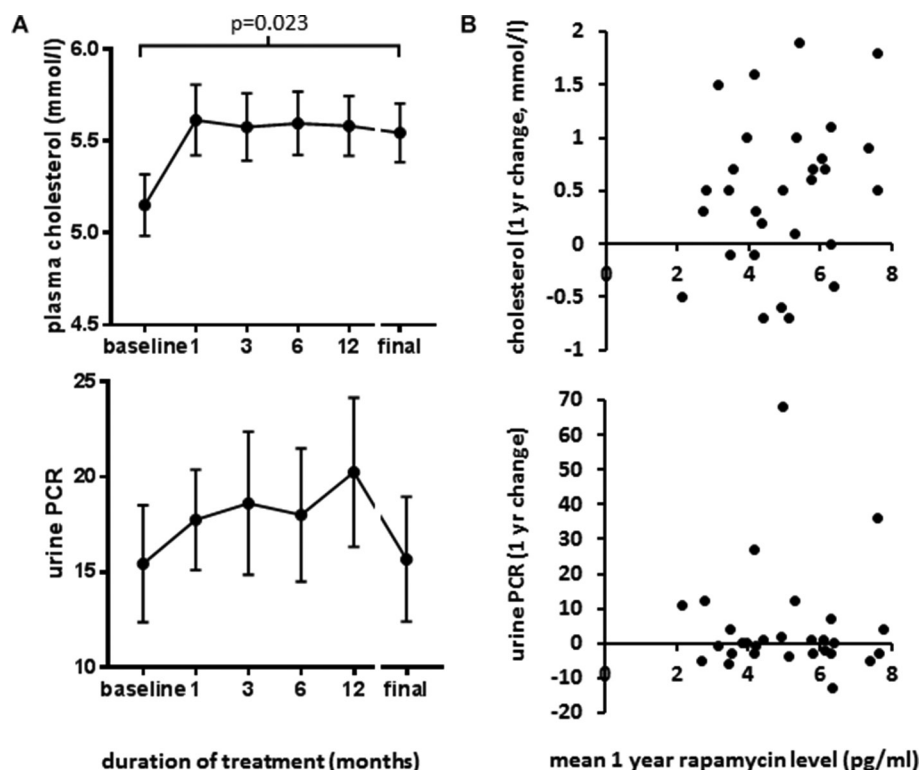 A
p=0.023
plasma cholesterol (mmol/l)
6.0
5.5
5.0
4.5
baseline 1 3 6 12 final
urine PCR
25
20
15
10
baseline 1 3 6 12 final
duration of treatment (months)
B
cholesterol (1 yr change, mmol/l)
2
1.5
1
0.5
0
-0.5
-1
0 2 4 6 8
urine PCR (1 yr change)
70
60
50
40
30
20
10
0
-10
-20
0 2 4 6 8
mean 1 year rapamycin level (pg/ml)